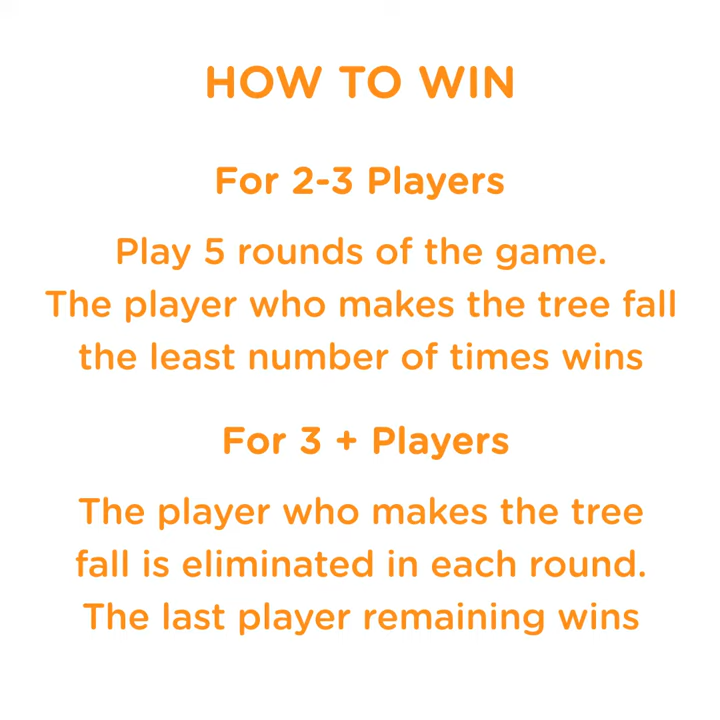 HOW TO WIN
For 2-3 Players
Play 5 rounds of the game.
The player who makes the tree fall
the least number of times wins
For 3 + Players
The player who makes the tree
fall is eliminated in each round.
The last player remaining wins